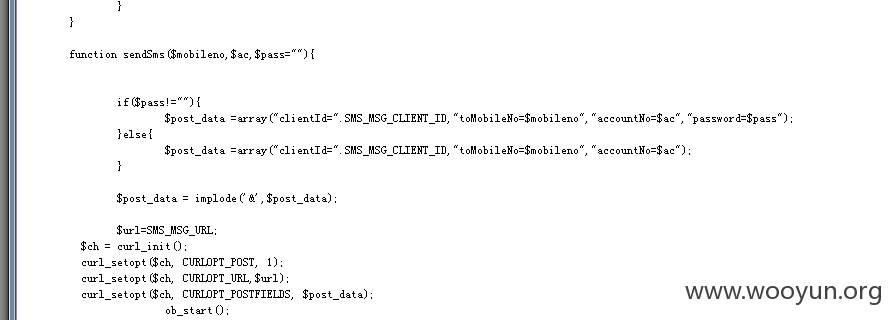 }
}
function sendSms($mobileno,$ac,$pass=""){
if($pass!=""){
$post_data =array("clientId=".SMS_MSG_CLIENT_ID,"toMobileNo=$mobileno","accountNo=$ac","password=$pass");
}else{
$post_data =array("clientId=".SMS_MSG_CLIENT_ID,"toMobileNo=$mobileno","accountNo=$ac");
}
$post_data = implode('&',$post_data);
$url=SMS_MSG_URL;
$ch = curl_init();
curl_setopt($ch, CURLOPT_POST, 1);
curl_setopt($ch, CURLOPT_URL,$url);
curl_setopt($ch, CURLOPT_POSTFIELDS, $post_data);
ob_start();
www.wooyun.org